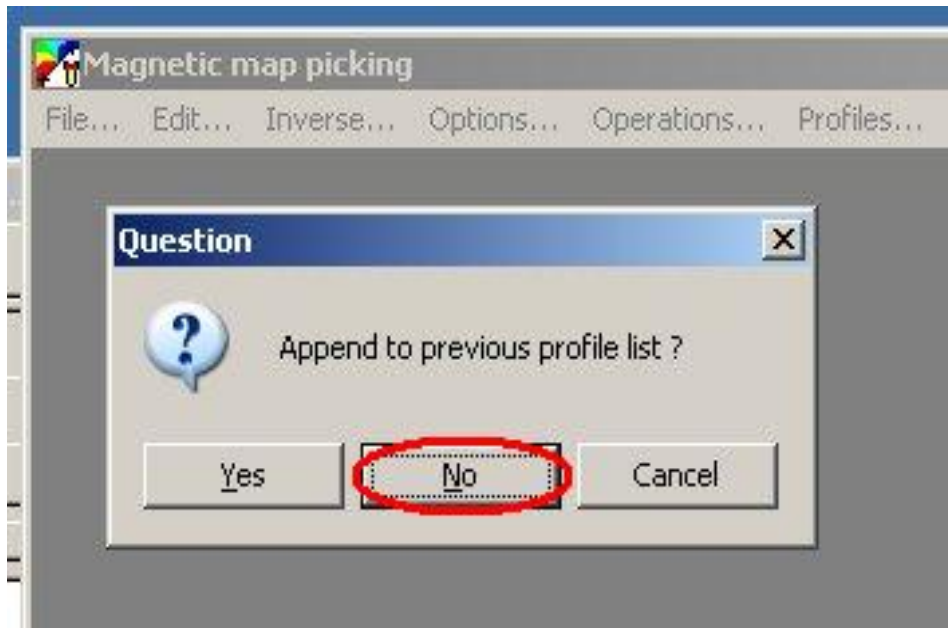 Magnetic map picking
File... Edit... Inverse... Options... Operations... Profiles...
Question
Append to previous profile list ?
Yes No Cancel